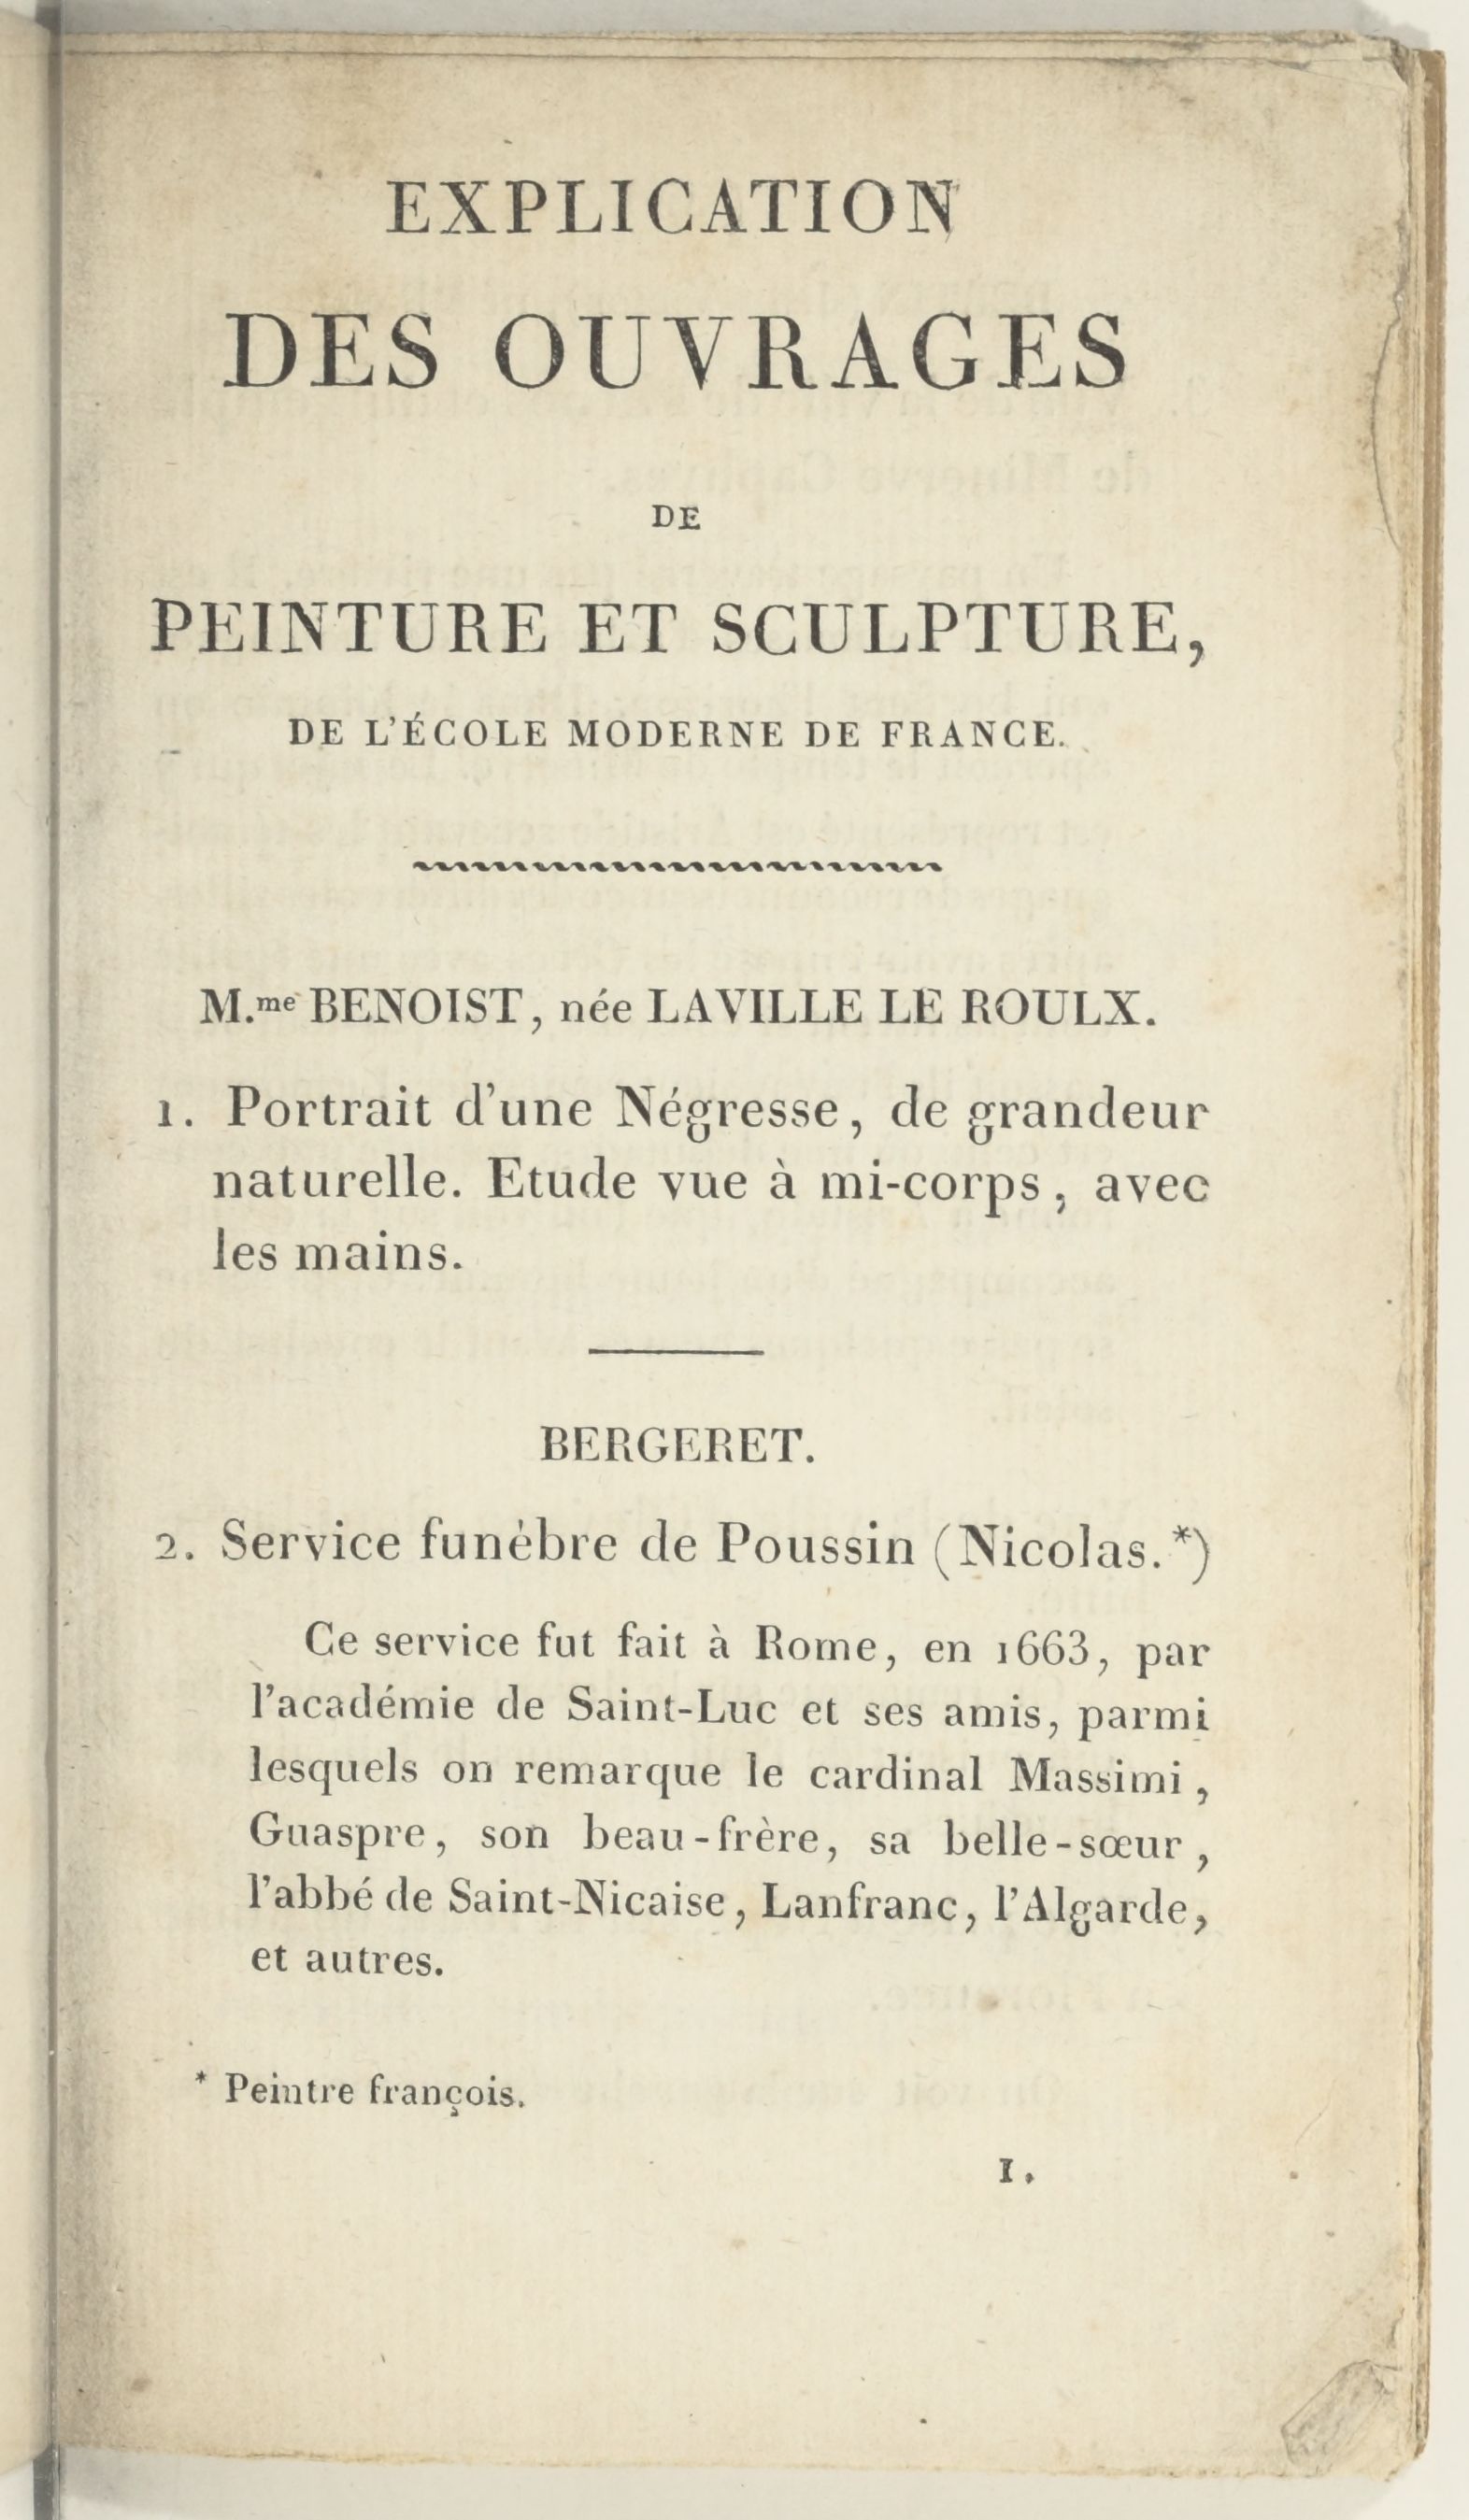 EXPLICATION
DES OUVRAGES
DE
PEINTURE ET SCULPTURE,
DE L'ÉCOLE MODERNE DE FRANCE.
M.me BENOIST, née LAVILLE LE ROULX.
1. Portrait d'une Négresse, de grandeur
naturelle. Etude vue à mi-corps, avec
les mains.
BERGERET.
2. Service funèbre de Poussin (Nicolas.*)
Ce service fut fait à Rome, en 1663, par
l'académie de Saint-Luc et ses amis, parmi
lesquels on remarque le cardinal Massimi,
Guaspre, son beau-frère, sa belle-sœur,
l'abbé de Saint-Nicaise, Lanfranc, l'Algarde,
et autres.
* Peintre françois.
1.